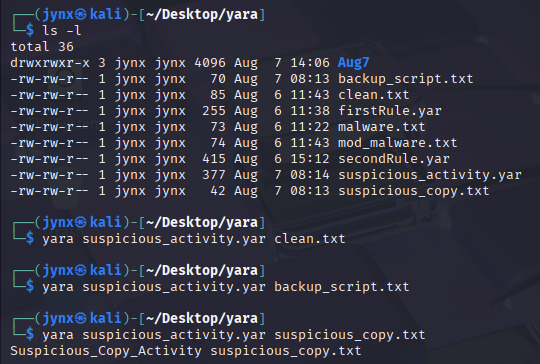 ┌──(jynx㉿kali)-[~/Desktop/yara]
└─$ ls -l
total 36
drwxrwxr-x 3 jynx jynx 4096 Aug  7 14:06 Aug7
-rw-rw-r-- 1 jynx jynx   70 Aug  7 08:13 backup_script.txt
-rw-rw-r-- 1 jynx jynx   85 Aug  6 11:43 clean.txt
-rw-rw-r-- 1 jynx jynx  255 Aug  6 11:38 firstRule.yar
-rw-rw-r-- 1 jynx jynx   73 Aug  6 11:22 malware.txt
-rw-rw-r-- 1 jynx jynx   74 Aug  6 11:43 mod_malware.txt
-rw-rw-r-- 1 jynx jynx  415 Aug  6 15:12 secondRule.yar
-rw-rw-r-- 1 jynx jynx  377 Aug  7 08:14 suspicious_activity.yar
-rw-rw-r-- 1 jynx jynx   42 Aug  7 08:13 suspicious_copy.txt
┌──(jynx㉿kali)-[~/Desktop/yara]
└─$ yara suspicious_activity.yar clean.txt
┌──(jynx㉿kali)-[~/Desktop/yara]
└─$ yara suspicious_activity.yar backup_script.txt
┌──(jynx㉿kali)-[~/Desktop/yara]
└─$ yara suspicious_activity.yar suspicious_copy.txt
Suspicious_Copy_Activity suspicious_copy.txt